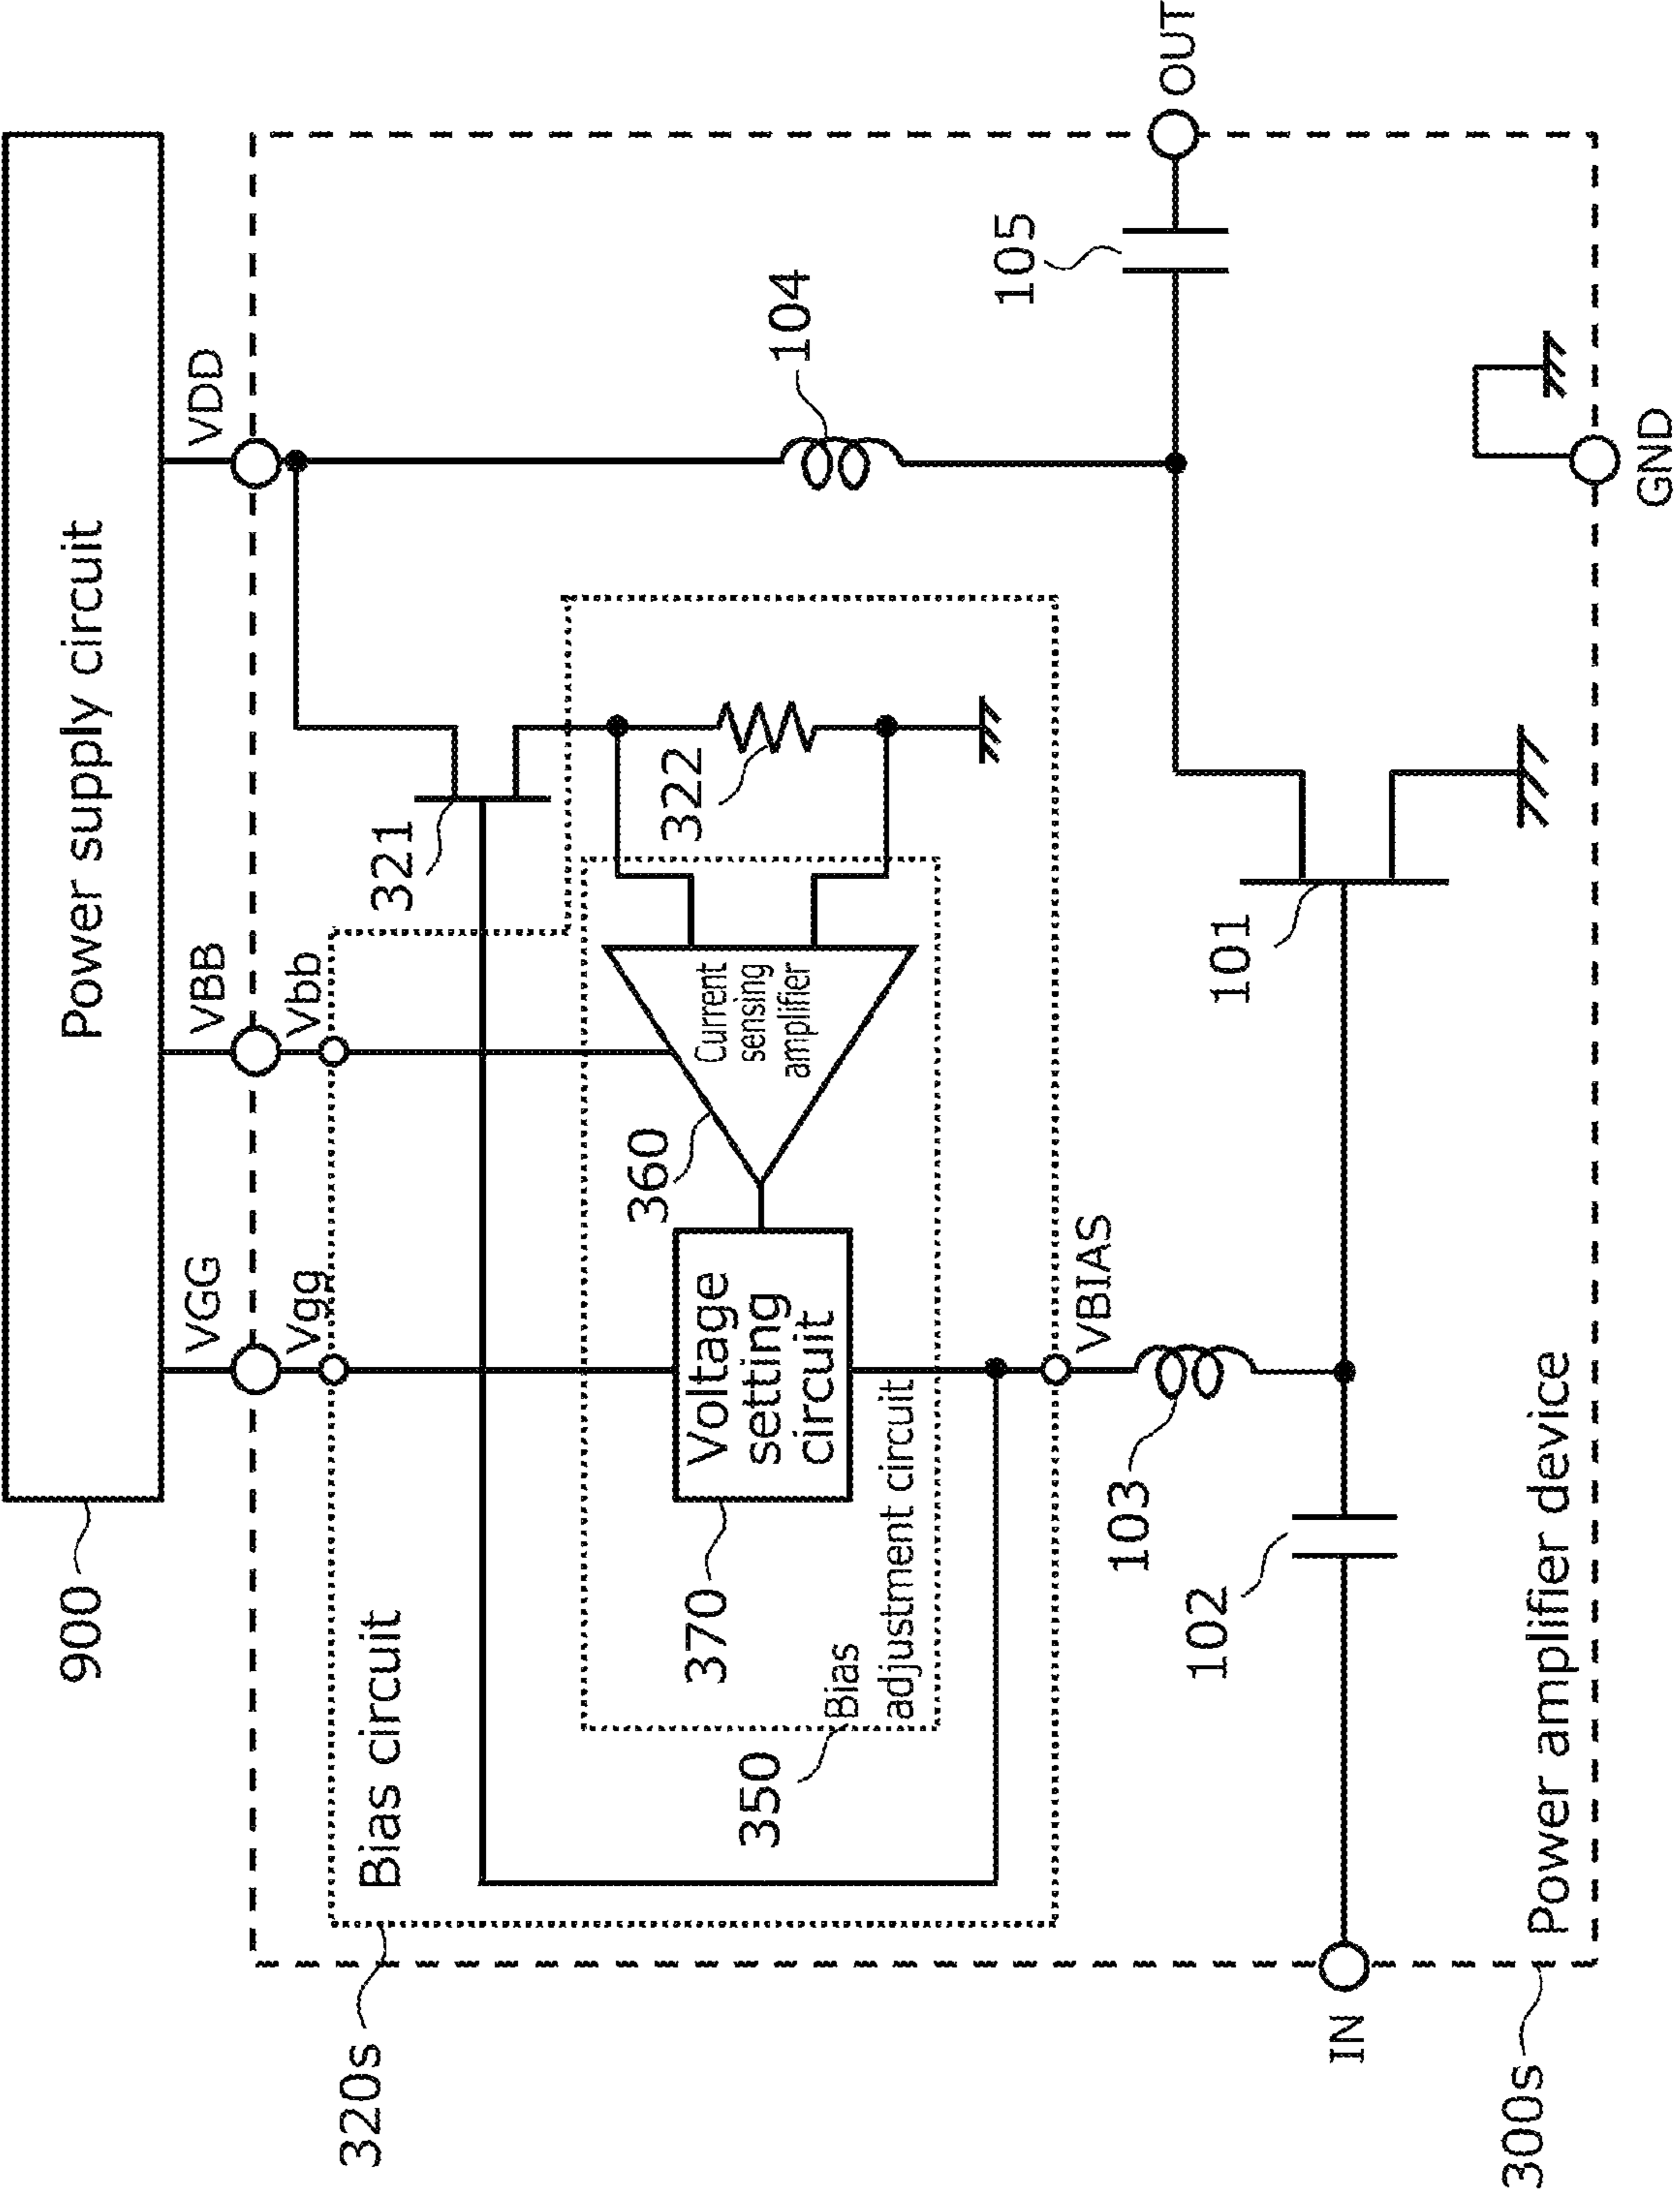 900
Power supply circuit
VGG
VBB
VDD
Vgg
Vbb
320s
Bias circuit
321
322
104
360
Current
sensing
amplifier
370
Voltage
setting
circuit
350
Bias
adjustment circuit
VBIAS
103
105
OUT
102
101
IN
300s
Power amplifier device
GND